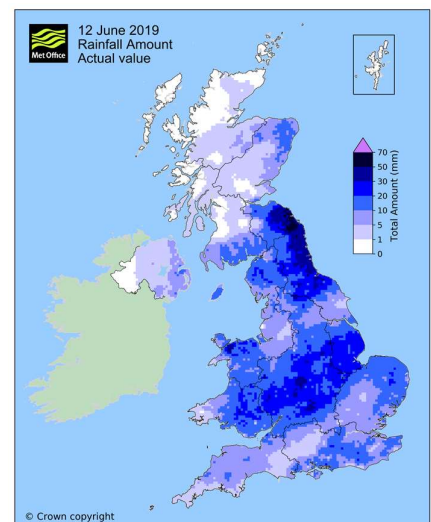 Met Office
12 June 2019
Rainfall Amount
Actual value
70
50
30
20
10
5
1
0
Total Amount (mm)
© Crown copyright